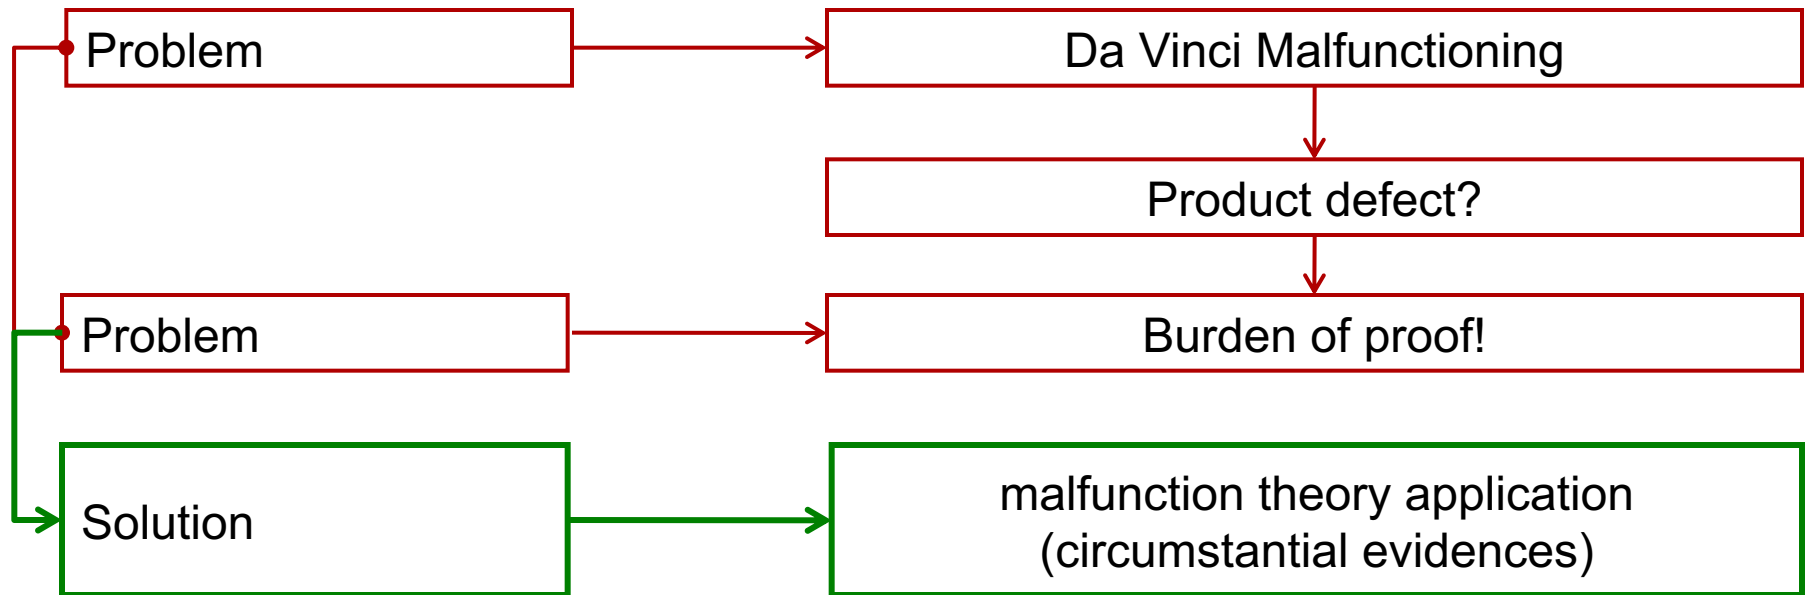 Problem
Da Vinci Malfunctioning
Product defect?
Problem
Burden of proof!
Solution
malfunction theory application
(circumstantial evidences)